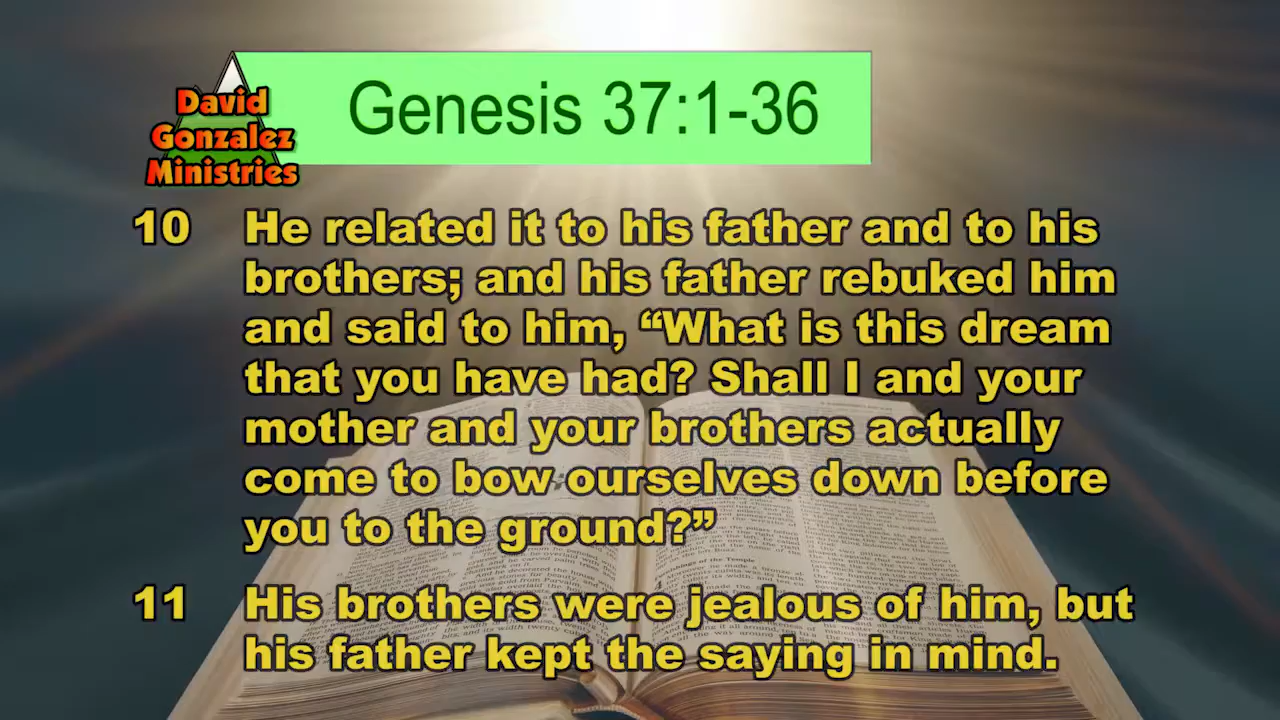 David
Gonzalez
Ministries
Genesis 37:1-36
10 He related it to his father and to his
brothers; and his father rebuked him
and said to him, “What is this dream
that you have had? Shall I and your
mother and your brothers actually
come to bow ourselves down before
you to the ground?”
11 His brothers were jealous of him, but
his father kept the saying in mind.